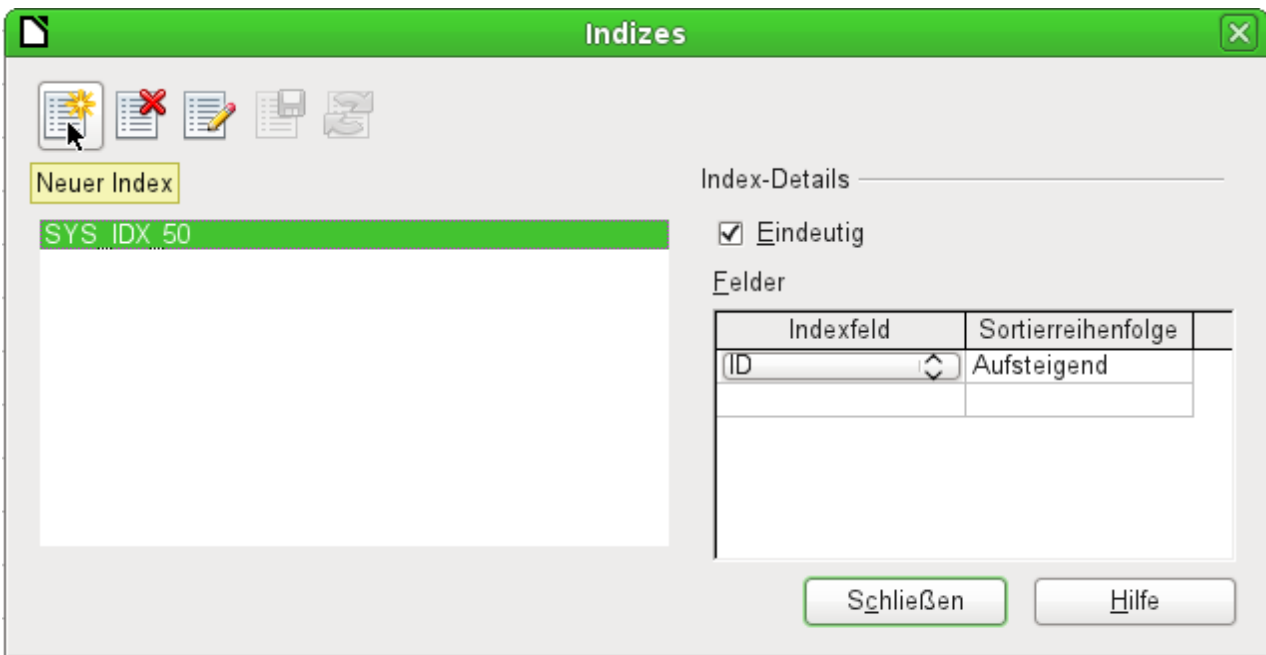 Indizes
Neuer Index
SYS_IDX_50
Index-Details
Eindeutig
Felder
Indexfeld Sortierreihenfolge
ID Aufsteigend
Schließen Hilfe